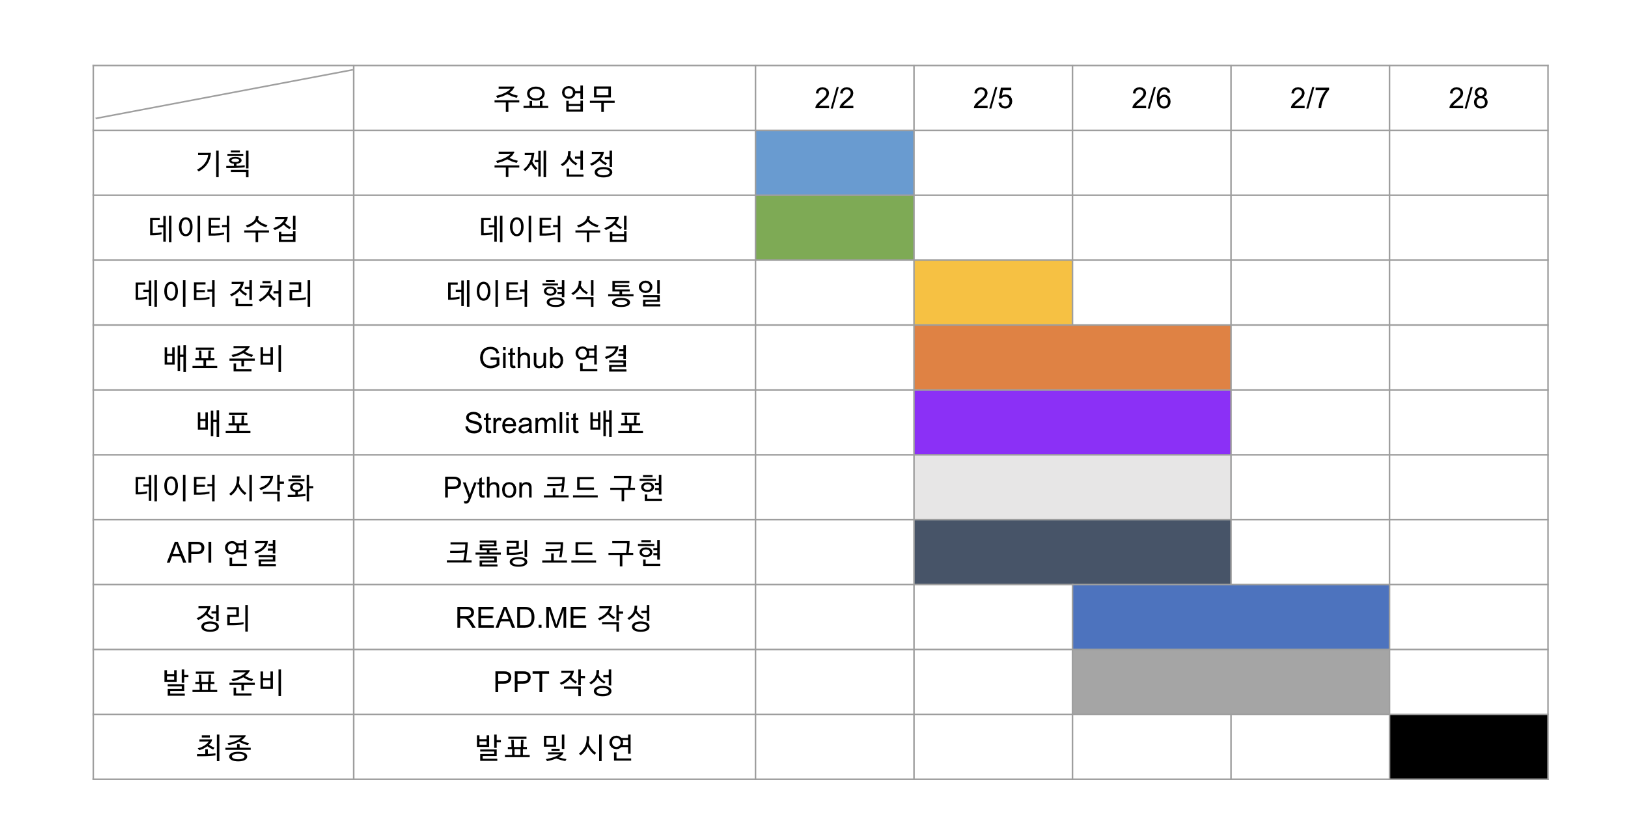 주요 업무 2/2 2/5 2/6 2/7 2/8
기획 주제 선정
데이터 수집 데이터 수집
데이터 전처리 데이터 형식 통일
배포 준비 Github 연결
배포 Streamlit 배포
데이터 시각화 Python 코드 구현
API 연결 크롤링 코드 구현
정리 READ.ME 작성
발표 준비 PPT 작성
최종 발표 및 시연